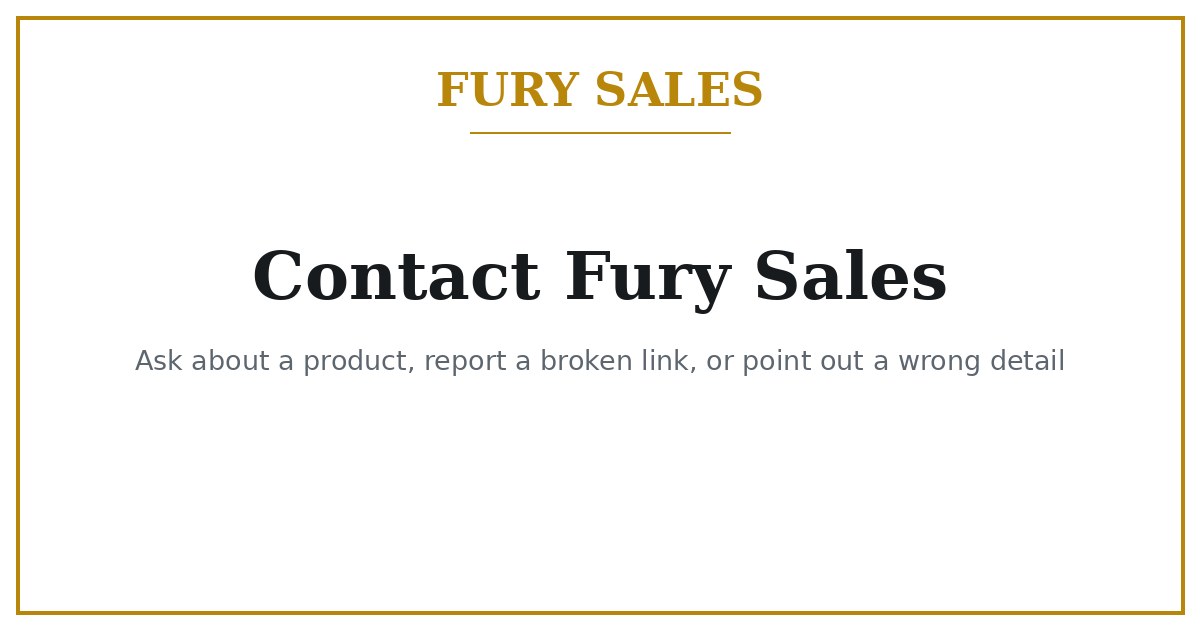 FURY SALES
Contact Fury Sales
Ask about a product, report a broken link, or point out a wrong detail